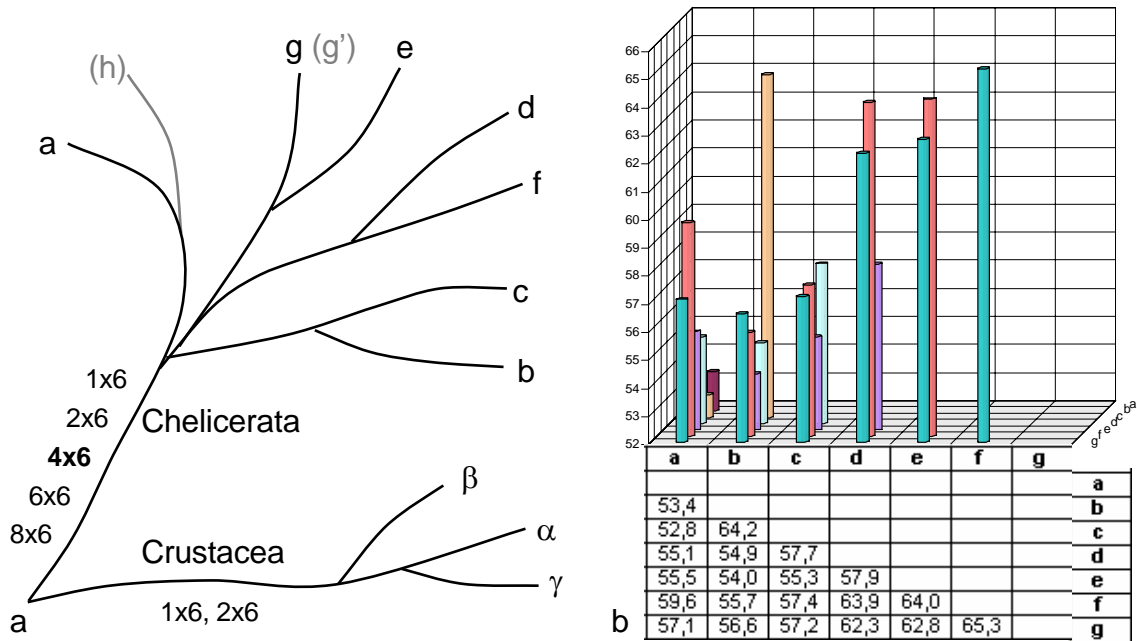 (h)
g (g')
e
a
d
f
c
b
1x6
2x6
Chelicerata
4x6
6x6
8x6
Crustacea
β
α
γ
1x6, 2x6
a
66
65
64
63
62
61
60
59
58
57
56
55
54
53
52
g f e d c b a
a b c d e f g
a
53,4 b
52,8 64,2 c
55,1 54,9 57,7 d
55,5 54,0 55,3 57,9 e
59,6 55,7 57,4 63,9 64,0 f
57,1 56,6 57,2 62,3 62,8 65,3 g
b